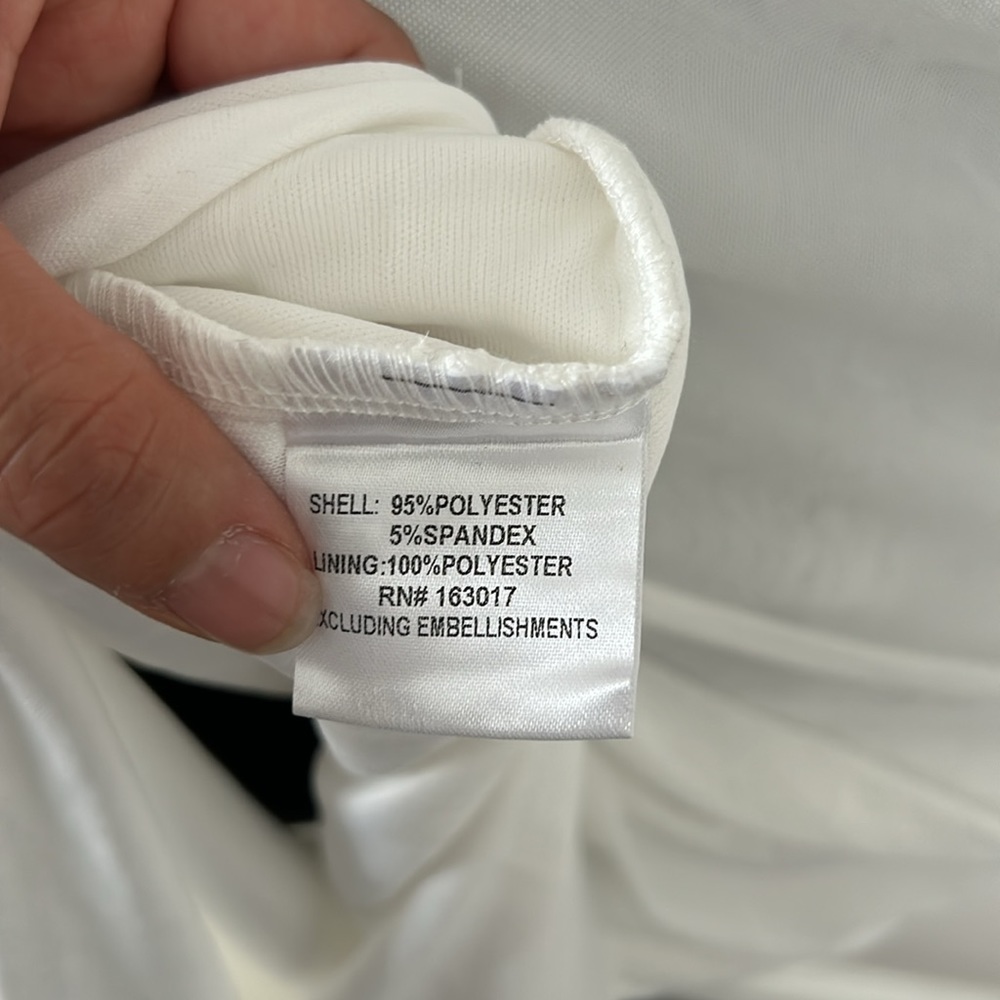 SHELL: 95%POLYESTER
5%SPANDEX
LINING:100%POLYESTER
RN# 163017
XCLUDING EMBELLISHMENTS